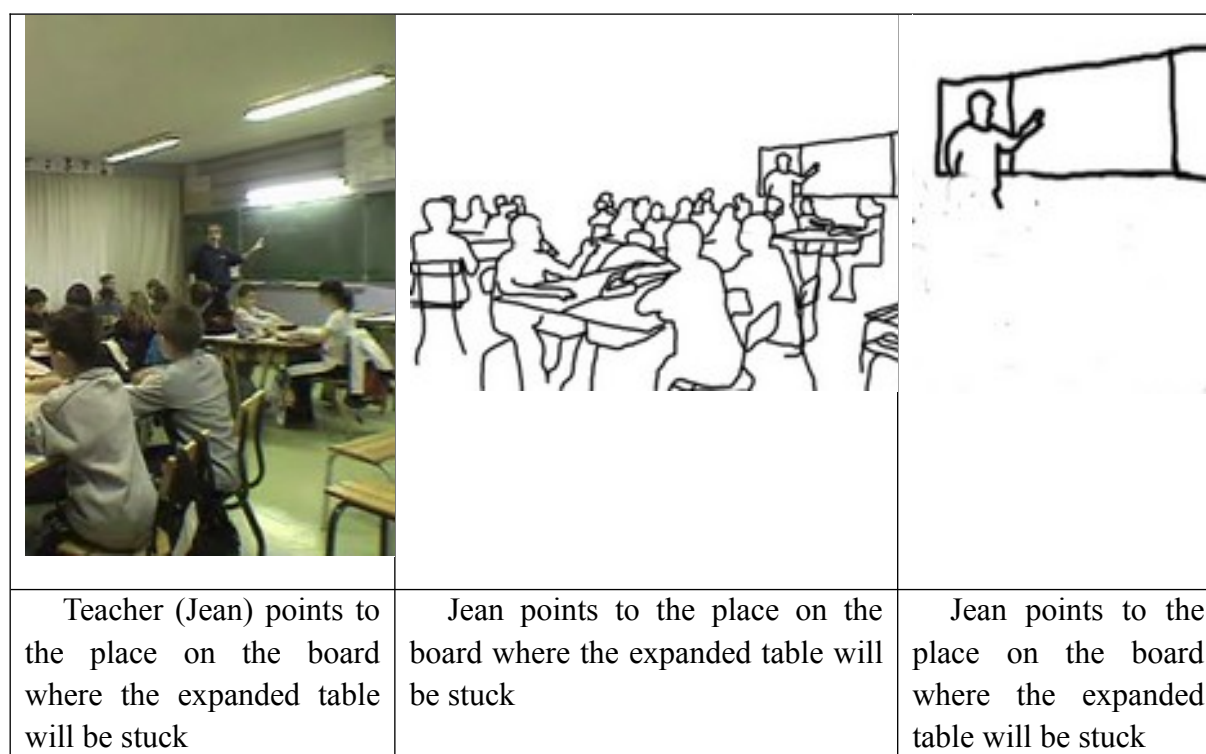 Teacher (Jean) points to
the place on the board
where the expanded table
will be stuck
Jean points to the place on the
board where the expanded table will
be stuck
Jean points to the
place on the board
where the expanded
table will be stuck